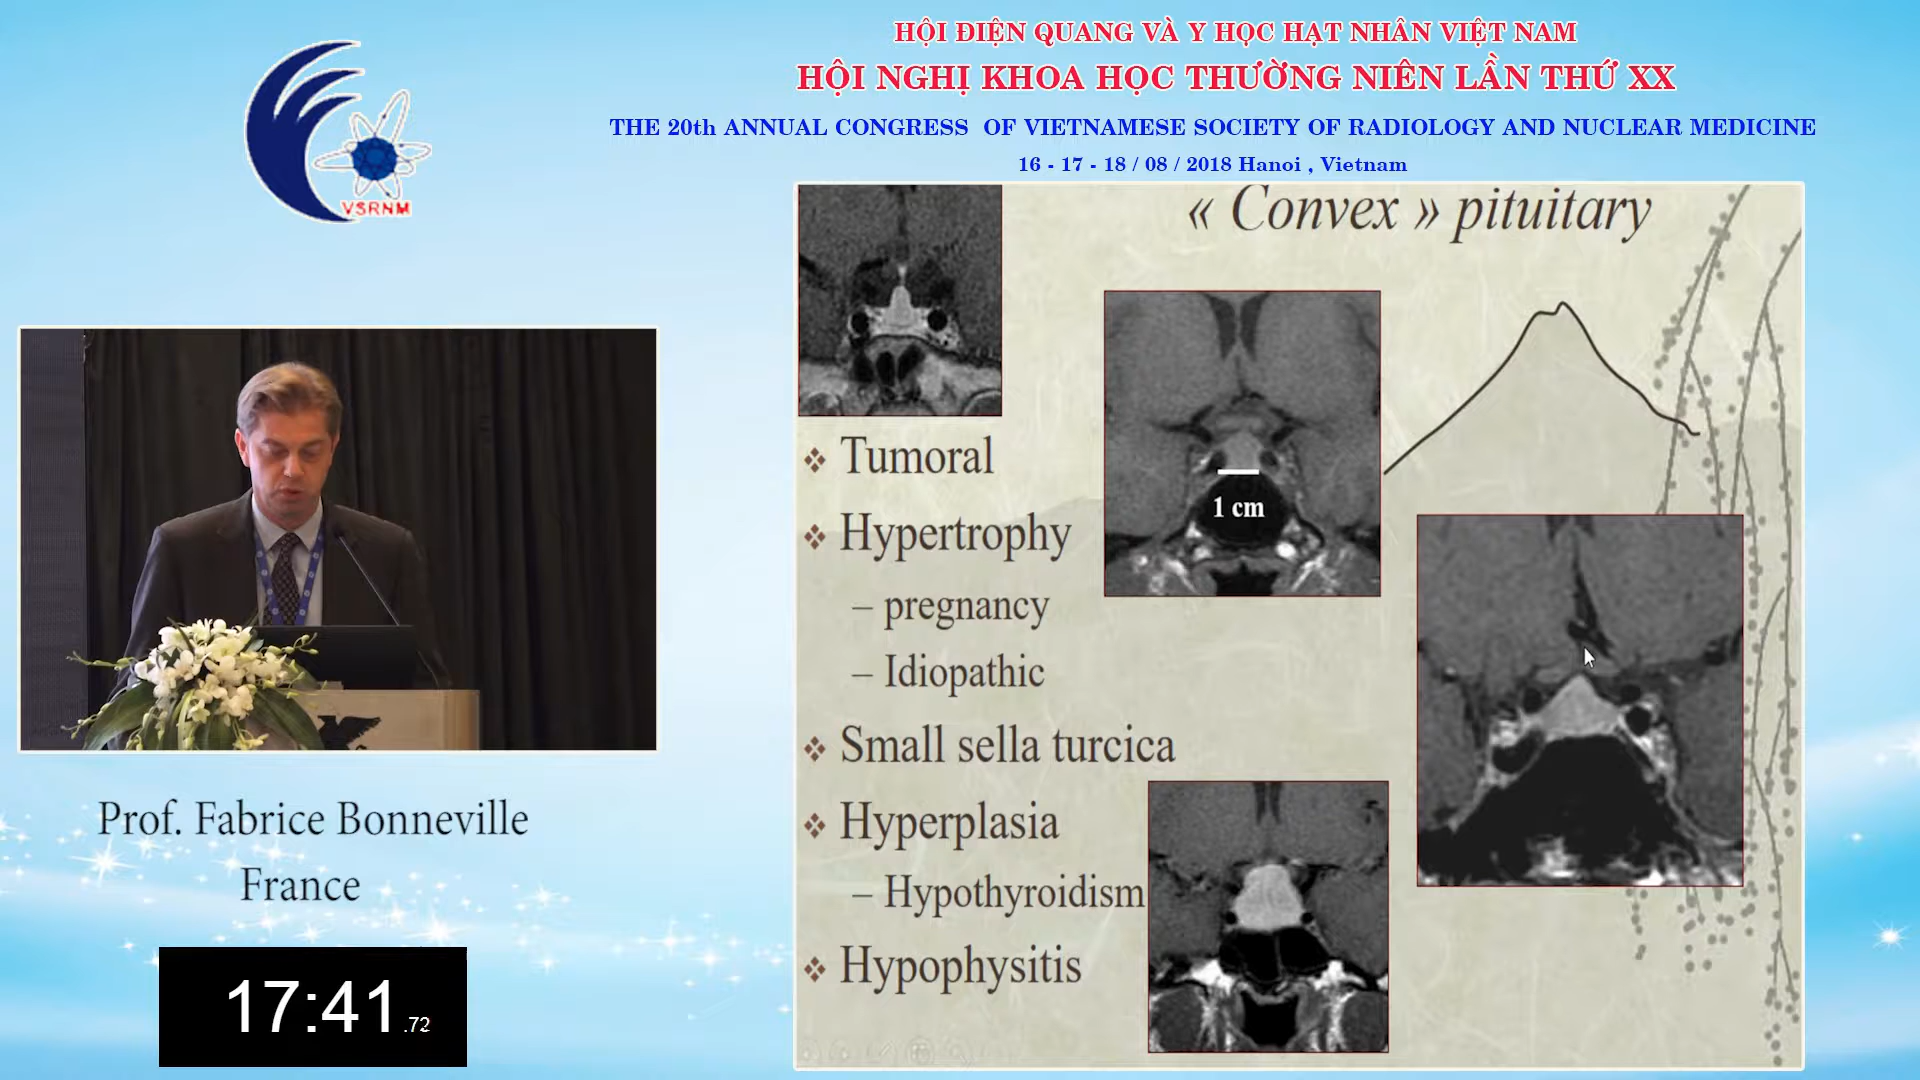 HỘI ĐIỆN QUANG VÀ Y HỌC HẠT NHÂN VIỆT NAM
HỘI NGHỊ KHOA HỌC THƯỜNG NIÊN LẦN THỨ XX
THE 20th ANNUAL CONGRESS OF VIETNAMESE SOCIETY OF RADIOLOGY AND NUCLEAR MEDICINE
16 - 17 - 18 / 08 / 2018 Hanoi , Vietnam
VSRNM
« Convex » pituitary
1 cm
❖ Tumoral
❖ Hypertrophy
– pregnancy
– Idiopathic
❖ Small sella turcica
❖ Hyperplasia
– Hypothyroidism
❖ Hypophysitis
Prof. Fabrice Bonneville
France
17:41.72